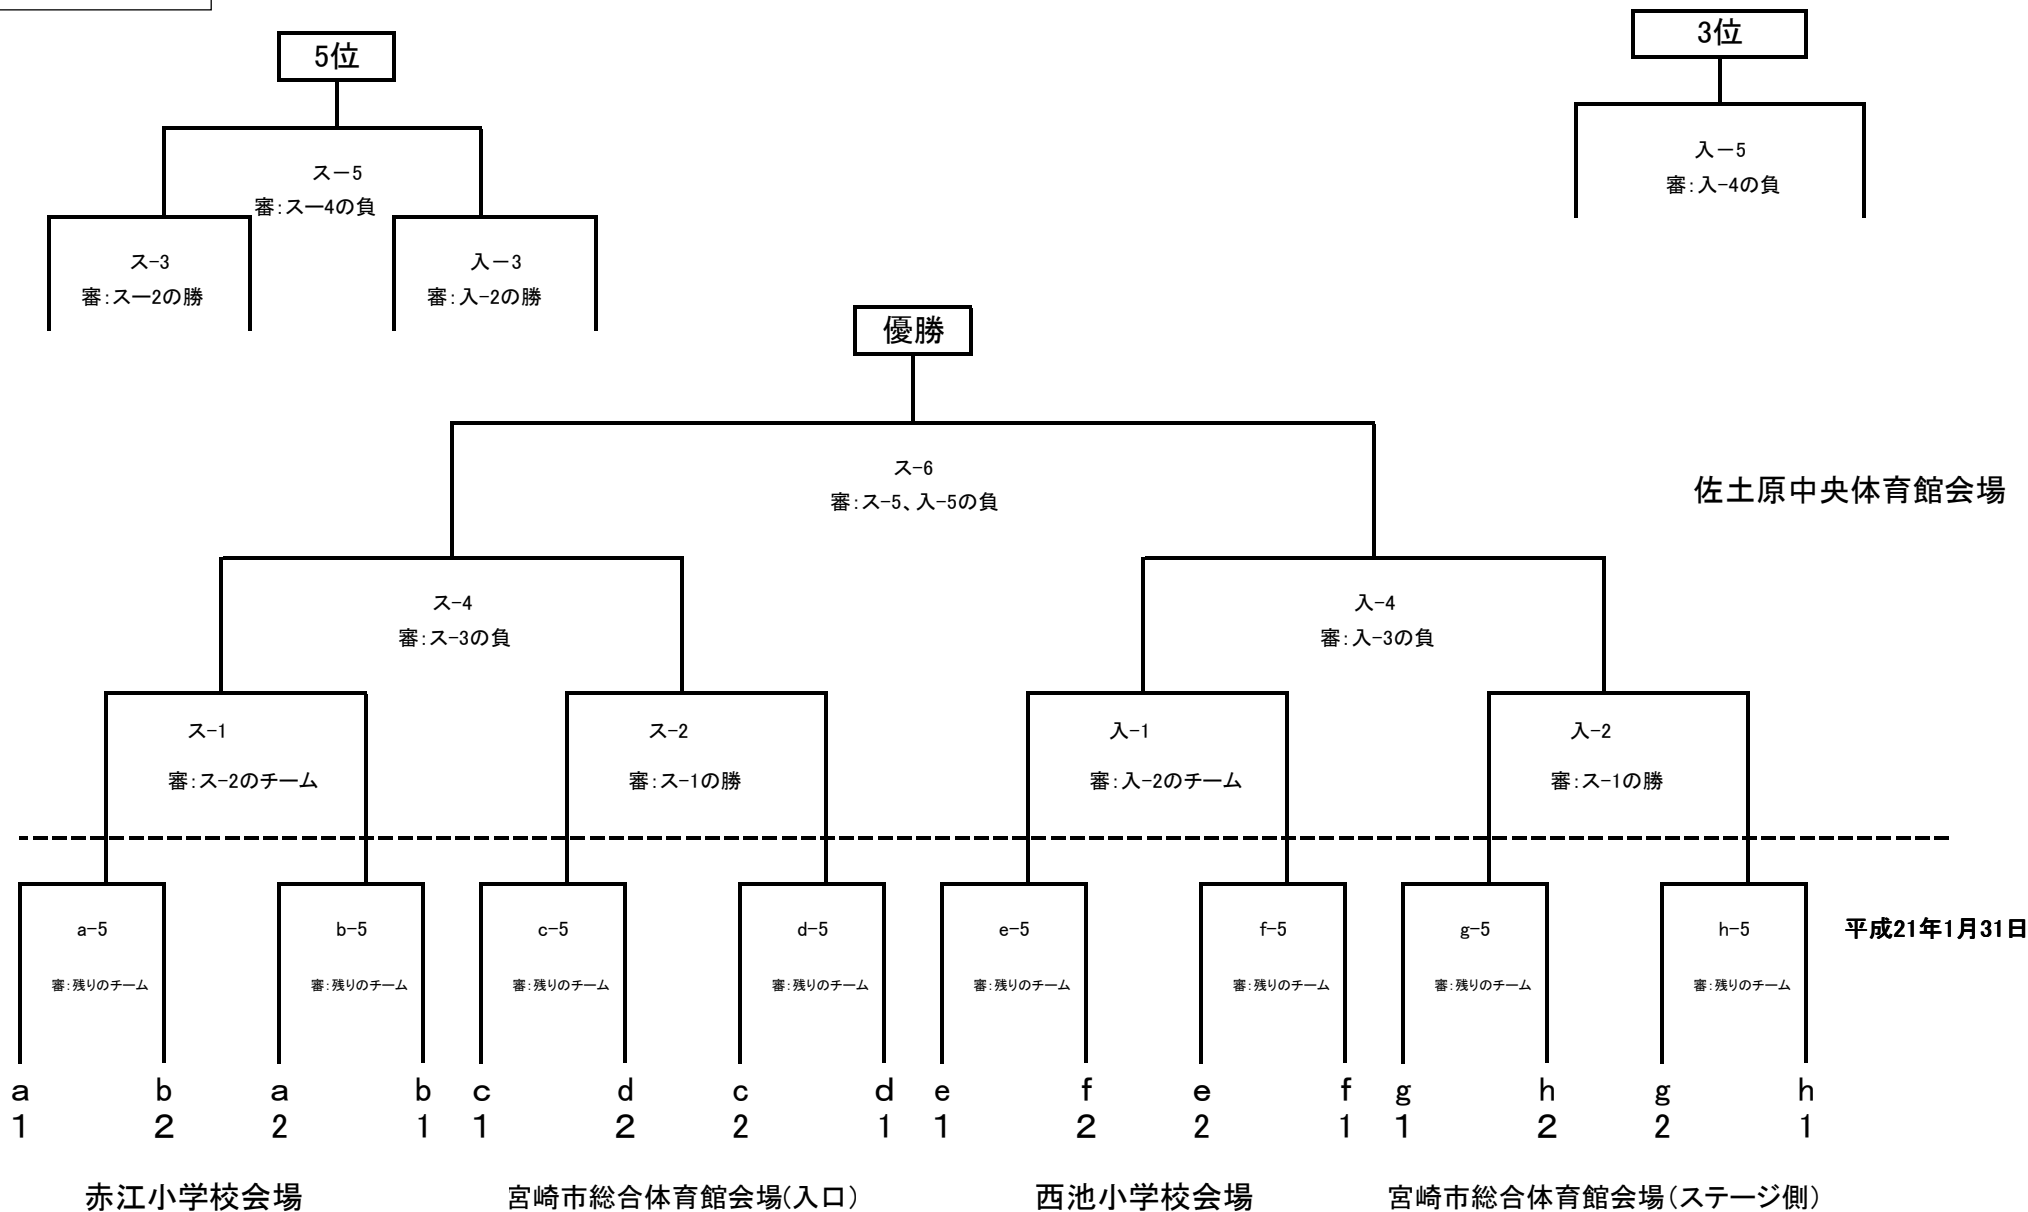 5位
3位
スー5
審:スー4の負
入ー5
審:入-4の負
ス-3
審:スー2の勝
入ー3
審:入-2の勝
優勝
ス-6
審:ス-5、入-5の負
佐土原中央体育館会場
ス-4
審:ス-3の負
入-4
審:入-3の負
ス-1
審:ス-2のチーム
ス-2
審:ス-1の勝
入-1
審:入-2のチーム
入-2
審:ス-1の勝
a-5 b-5 c-5 d-5 e-5 f-5 g-5 h-5 平成21年1月31日
審:残りのチーム 審:残りのチーム 審:残りのチーム 審:残りのチーム 審:残りのチーム 審:残りのチーム 審:残りのチーム 審:残りのチーム
a b a b c d c d e f e f g h g h
1 2 2 1 1 2 2 1 1 2 2 1 1 2 2 1
赤江小学校会場 宮崎市総合体育館会場(入口) 西池小学校会場 宮崎市総合体育館会場(ステージ側)